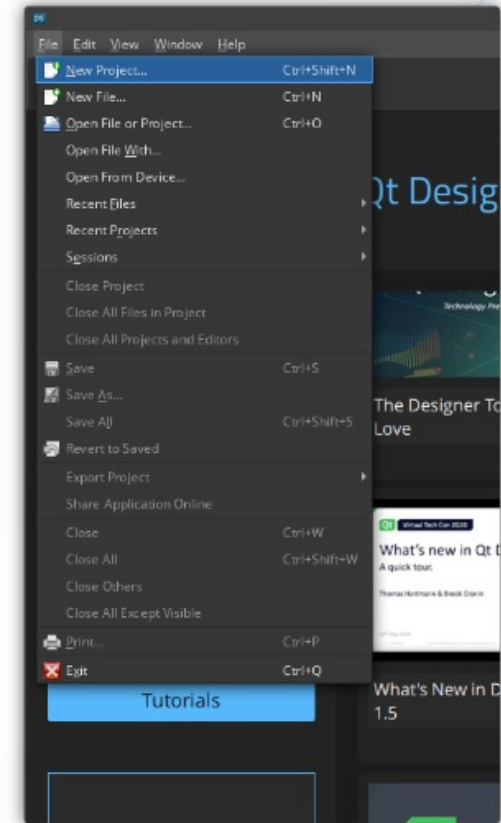 DS
File Edit View Window Help
New Project... Ctrl+Shift+N
New File... Ctrl+N
Open File or Project... Ctrl+O
Open File With...
Open From Device...
Recent Files
Recent Projects
Sessions
Close Project
Close All Files in Project
Close All Projects and Editors
Save Ctrl+S
Save As...
Save All Ctrl+Shift+S
Revert to Saved
Export Project
Share Application Online
Close Ctrl+W
Close All Ctrl+Shift+W
Close Others
Close All Except Visible
Print... Ctrl+P
Exit Ctrl+Q
Tutorials
Qt Desig
Technology Pre
The Designer To
Love
Qt Virtual Tech Con 2020
What's new in Qt D
A quick tour.
Thomas Hartmann & Brook Cronin
What's New in D
1.5